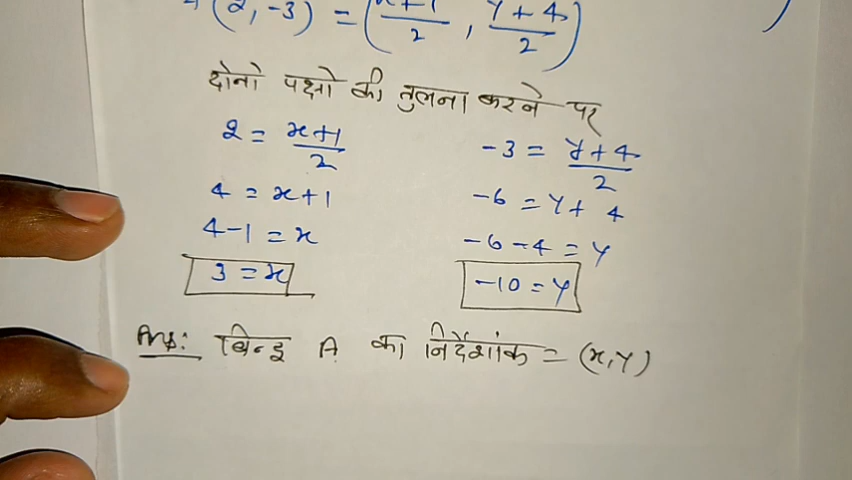 (2, -3) = (x+1/2, y+4/2)
दोनो पक्षो की तुलना करने पर
2 = x+1/2
-3 = y+4/2
4 = x+1
-6 = y+ 4
4-1 = x
-6-4 = y
3 = x
-10 = y
Ans: बिन्दु A का निर्देशांक = (x,y)